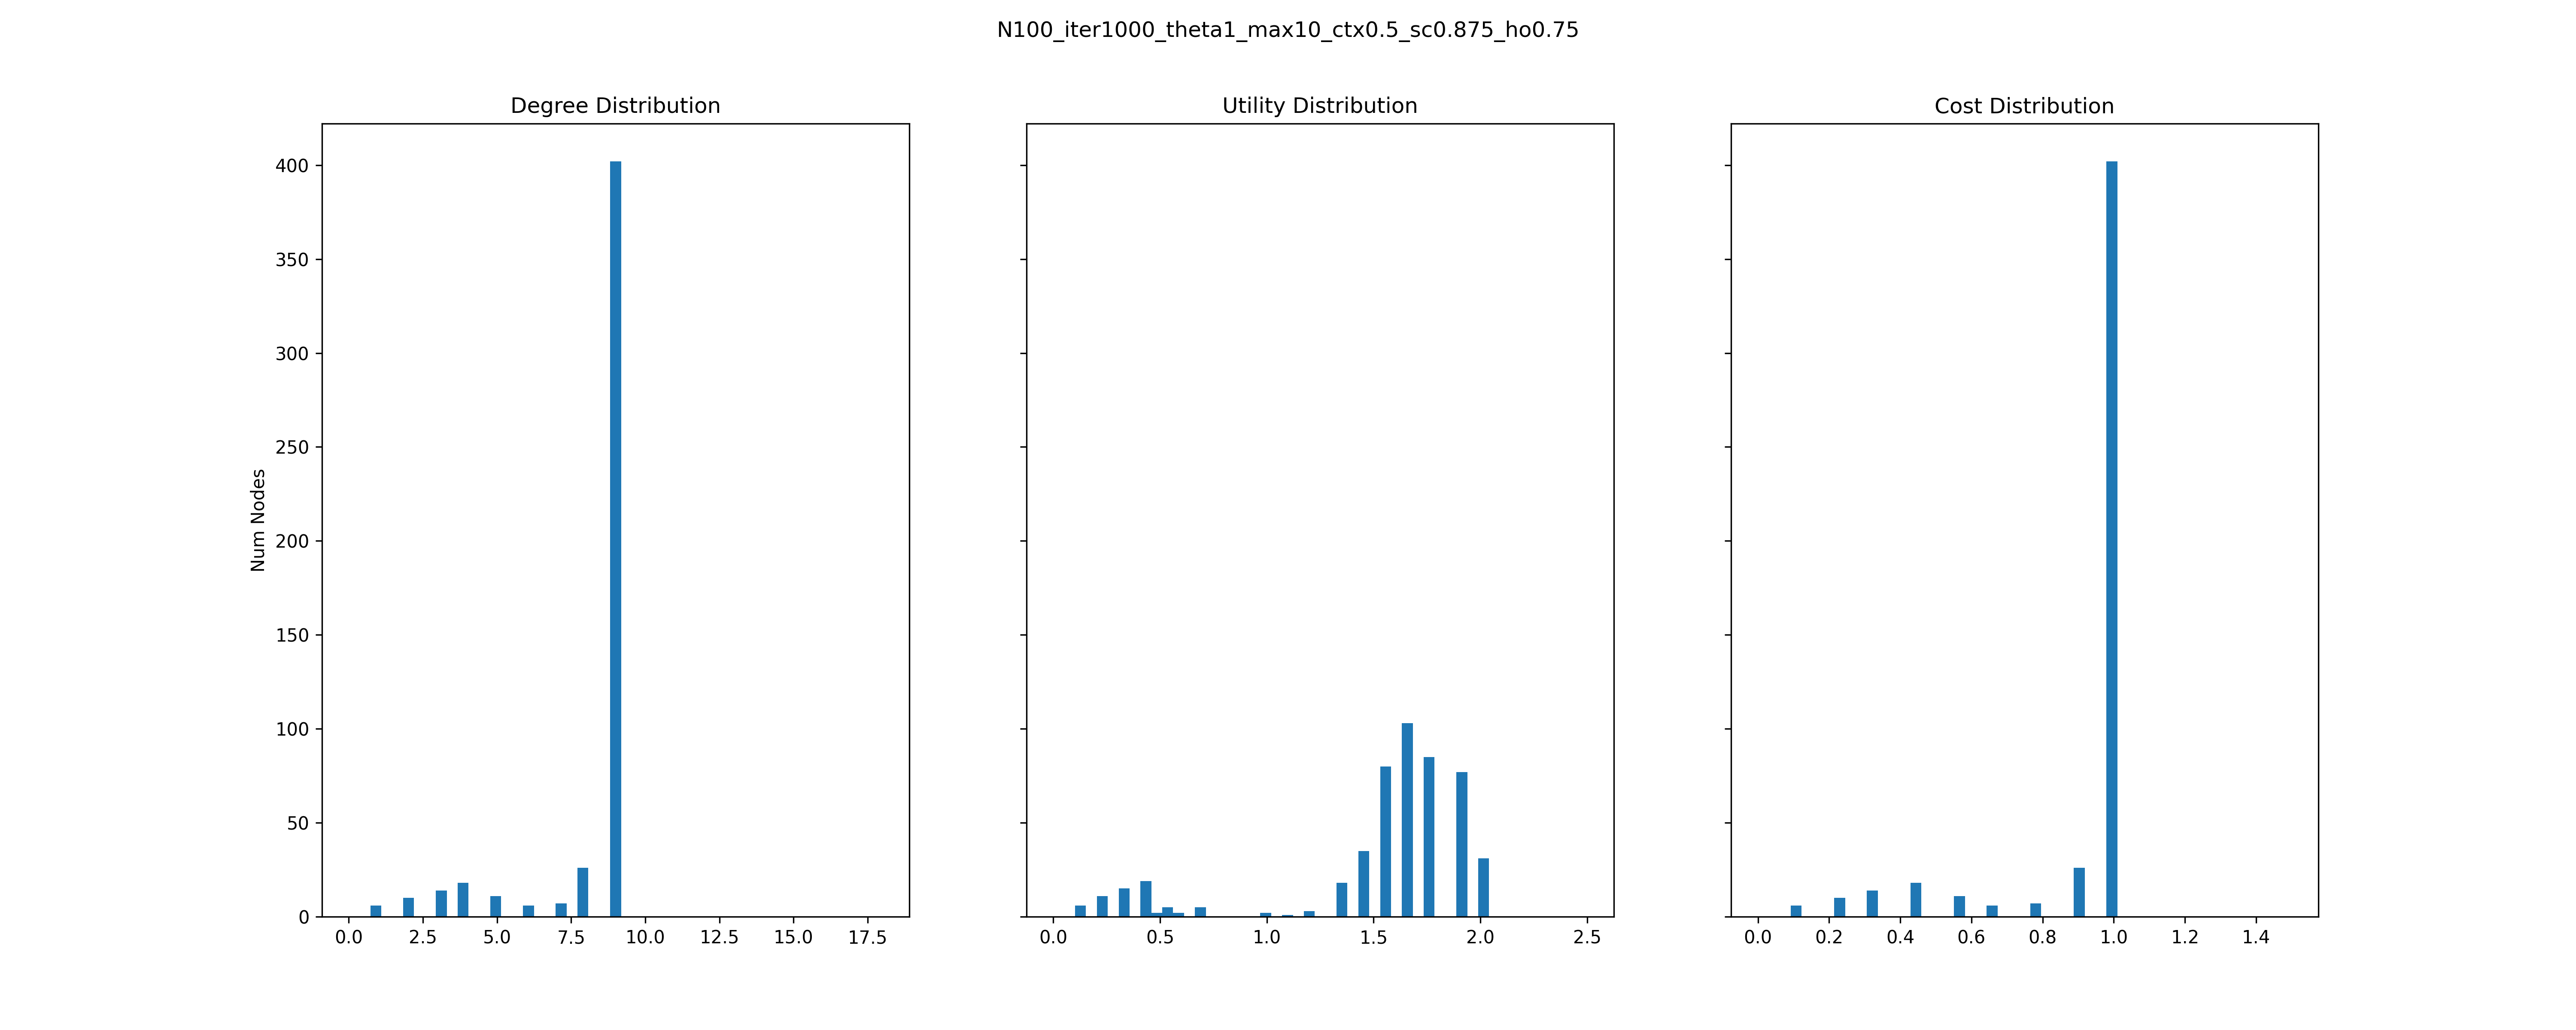 N100_iter1000_theta1_max10_ctx0.5_sc0.875_ho0.75
Degree Distribution
Utility Distribution
Cost Distribution
Num Nodes
400
350
300
250
200
150
100
50
0
0.0 2.5 5.0 7.5 10.0 12.5 15.0 17.5
0.0 0.5 1.0 1.5 2.0 2.5
0.0 0.2 0.4 0.6 0.8 1.0 1.2 1.4